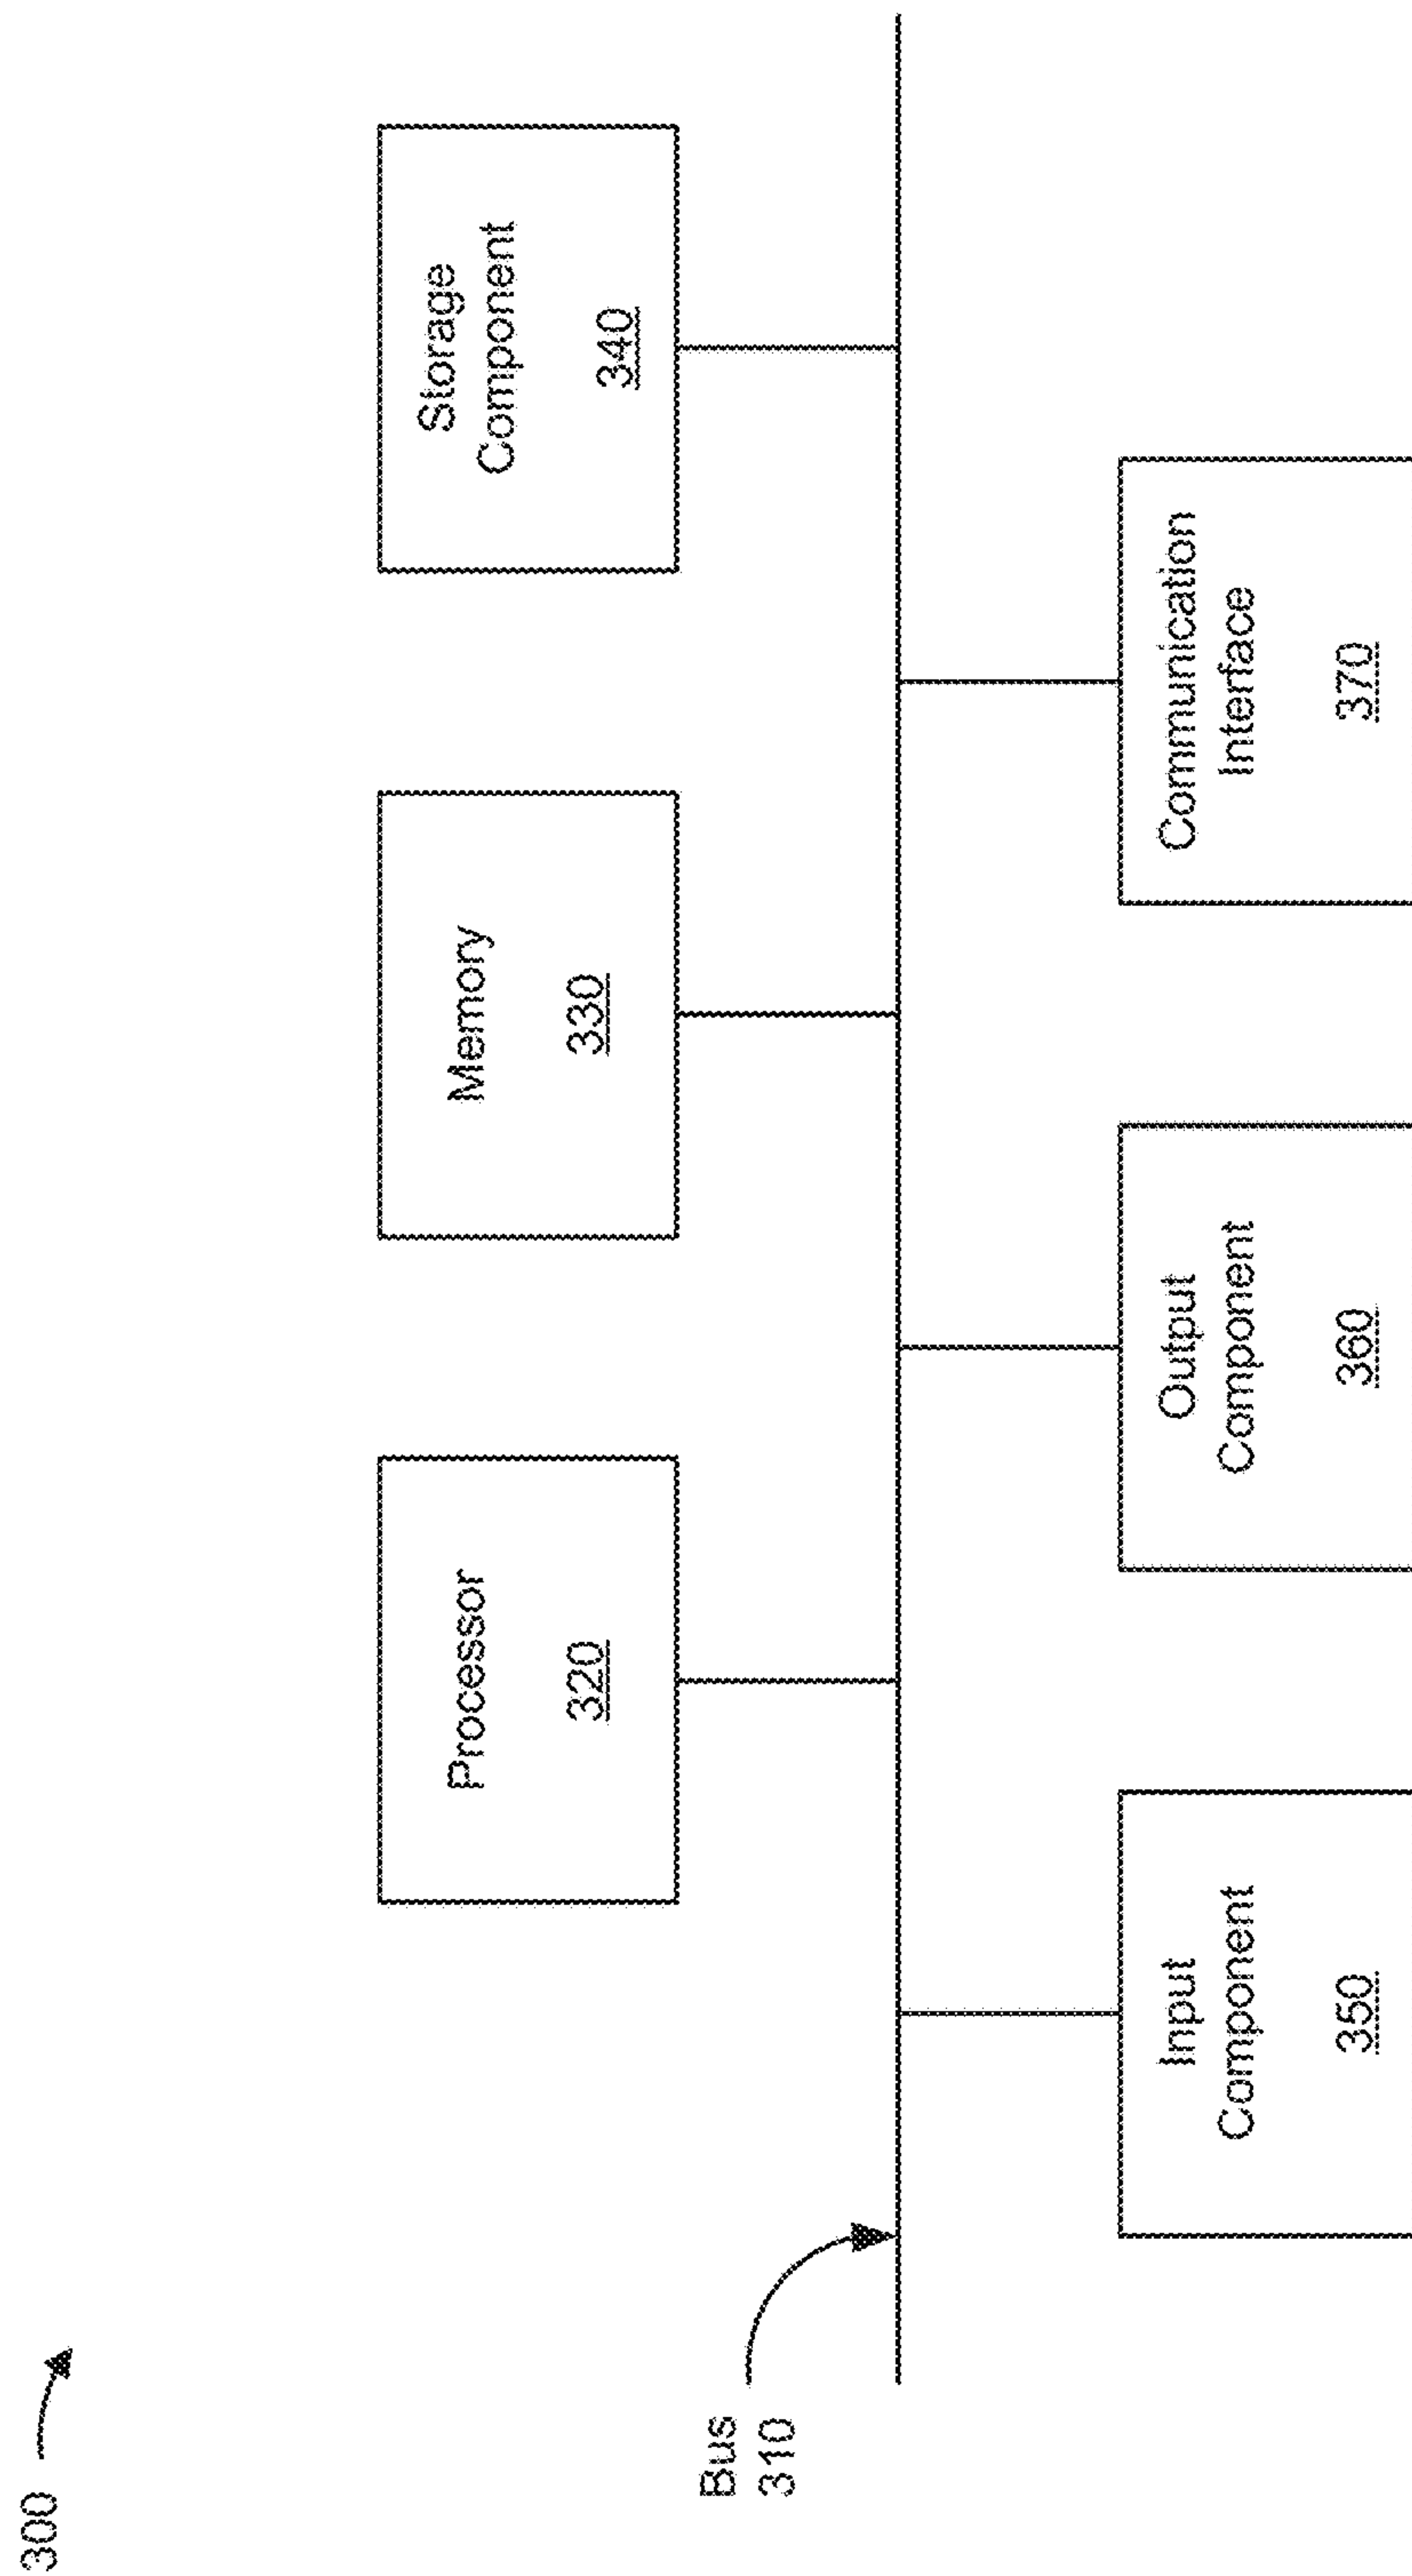 300
Bus
310
Processor
320
Memory
330
Storage
Component
340
Input
Component
350
Output
Component
360
Communication
Interface
370